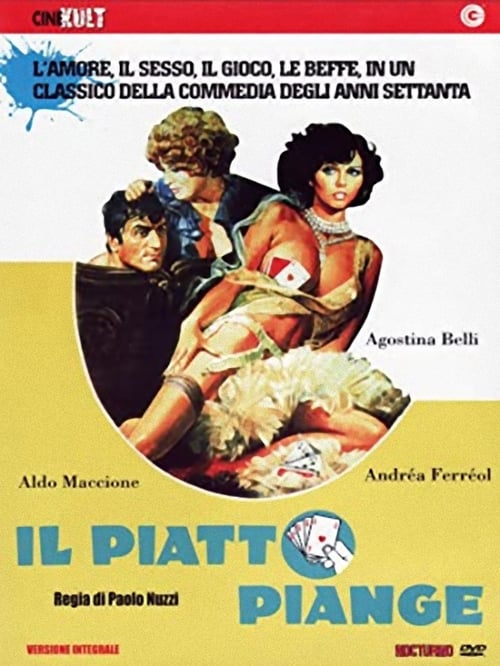 CINEKULT
L'AMORE, IL SESSO, IL GIOCO, LE BEFFE, IN UN
CLASSICO DELLA COMMEDIA DEGLI ANNI SETTANTA
Agostina Belli
Aldo Maccione
Andréa Ferréol
IL PIATTO
Regia di Paolo Nuzzi
PIANGE
VERSIONE INTEGRALE
NOCTURNO DVD